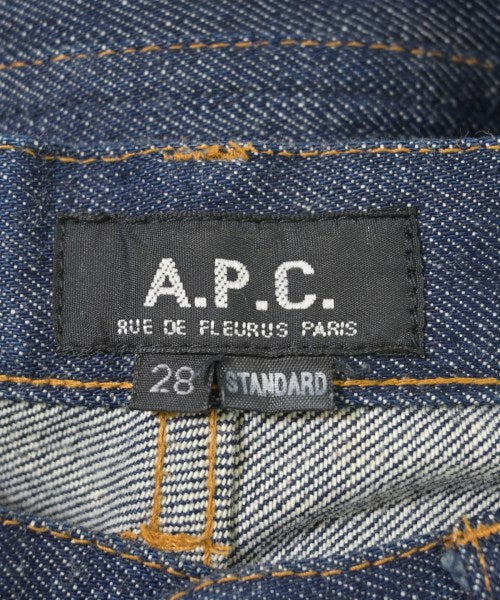 A.P.C.
RUE DE FLEURUS PARIS
28 STANDARD